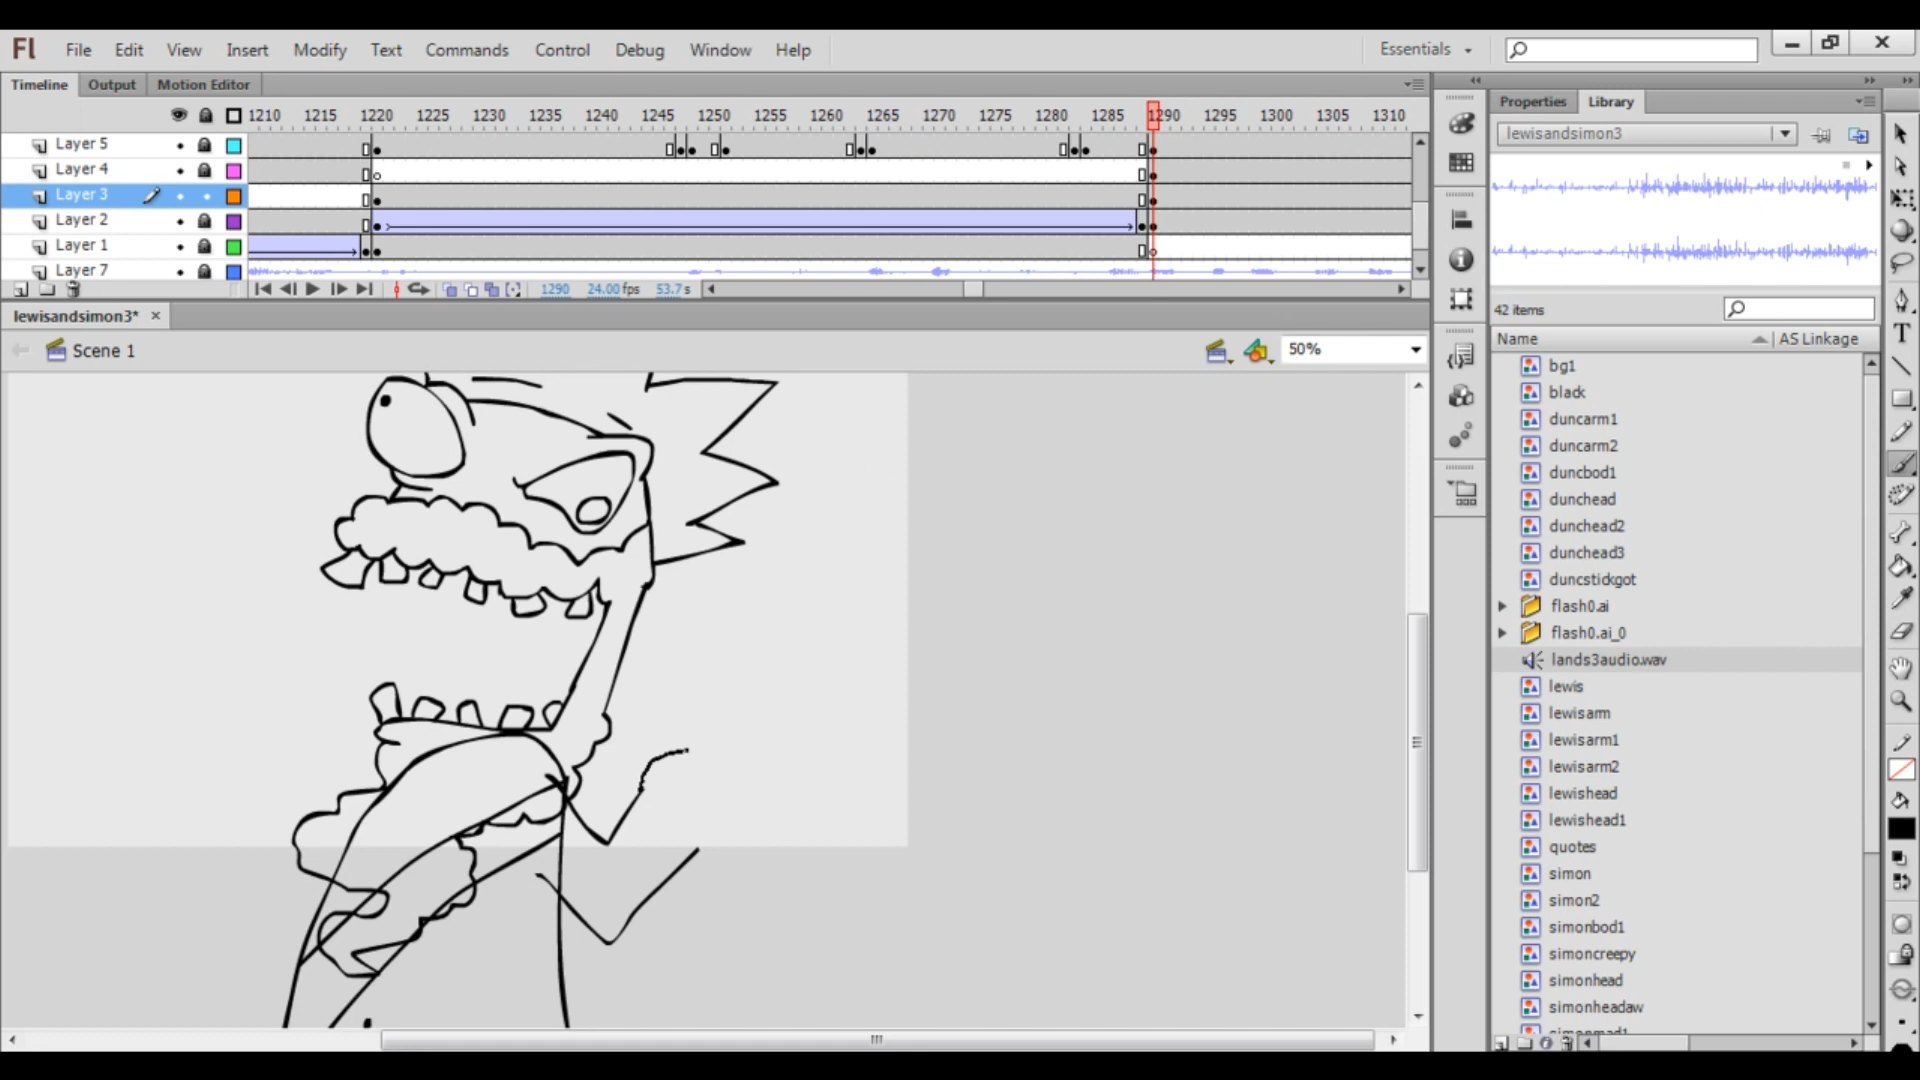 Fl File Edit View Insert Modify Text Commands Control Debug Window Help Essentials
Timeline Output Motion Editor
1210 1215 1220 1225 1230 1235 1240 1245 1250 1255 1260 1265 1270 1275 1280 1285 1290 1295 1300 1305 1310
Layer 5
Layer 4
Layer 3
Layer 2
Layer 1
Layer 7
1290 24.00 fps 53.7 s
lewisandsimon3*
Scene 1
50%
Properties Library
lewisandsimon3
42 items
Name AS Linkage
bg1
black
duncarm1
duncarm2
duncbod1
dunchead
dunchead2
dunchead3
duncstickgot
flash0.ai
flash0.ai_0
lands3audio.wav
lewis
lewisarm
lewisarm1
lewisarm2
lewishead
lewishead1
quotes
simon
simon2
simonbod1
simoncreepy
simonhead
simonheadaw
simonmad1